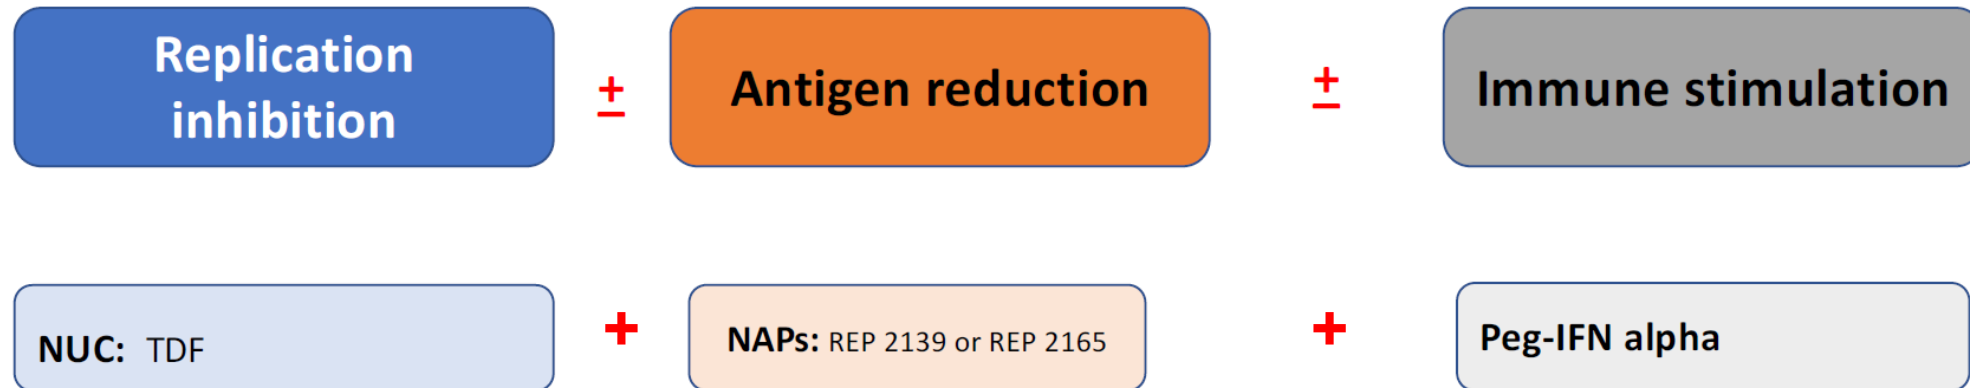 Replication
inhibition
±
Antigen reduction
±
Immune stimulation
NUC: TDF
+
NAPs: REP 2139 or REP 2165
+
Peg-IFN alpha